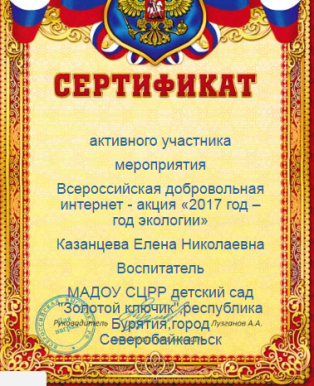 СЕРТИФИКАТ
активного участника
мероприятия
Всероссийская добровольная
интернет - акция «2017 год –
год экологии»
Казанцева Елена Николаевна
Воспитатель
МАДОУ СЦРР детский сад
"Золотой ключик",республика
Руководитель Лузганов А.А.
Бурятия,город
Северобайкальск